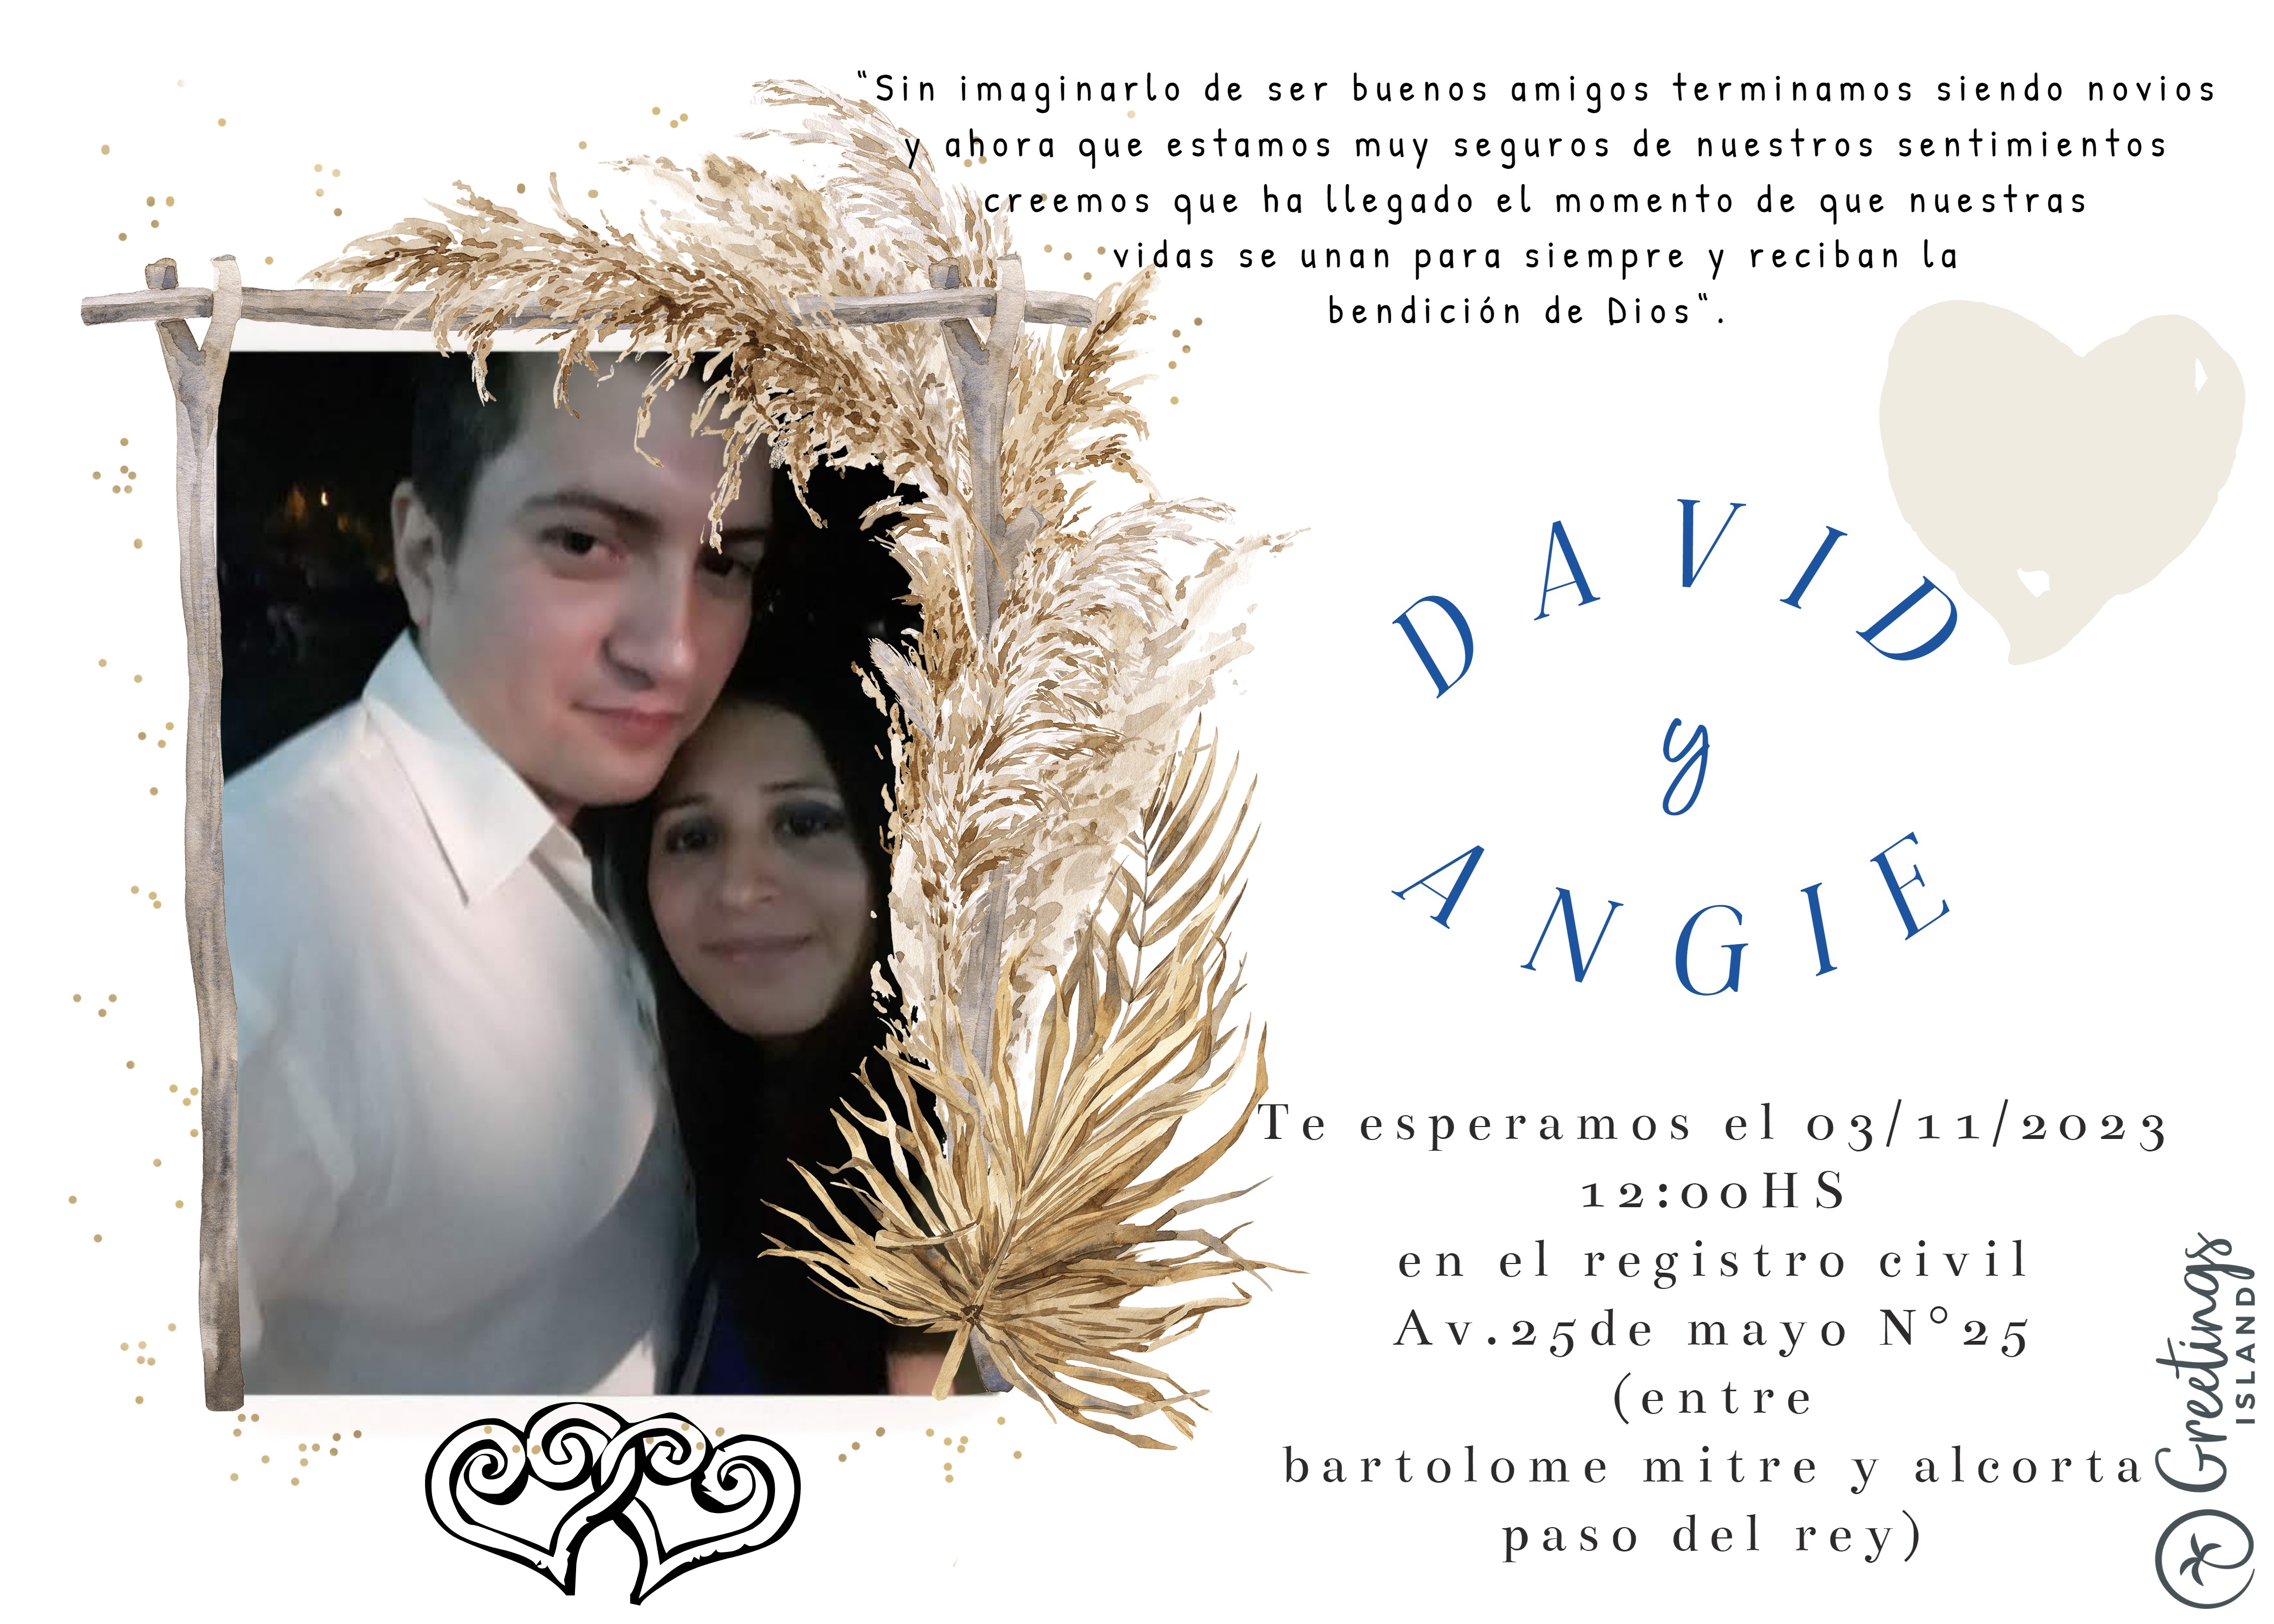 "Sin imaginarlo de ser buenos amigos terminamos siendo novios
y ahora que estamos muy seguros de nuestros sentimientos
creemos que ha llegado el momento de que nuestras
vidas se unan para siempre y reciban la
bendición de Dios".
DAVID
y
ANGIE
Te esperamos el 03/11/2023
12:00HS
en el registro civil
Av.25de mayo N°25
(entre
bartolome mitre y alcorta
paso del rey)
Greetings
ISLAND